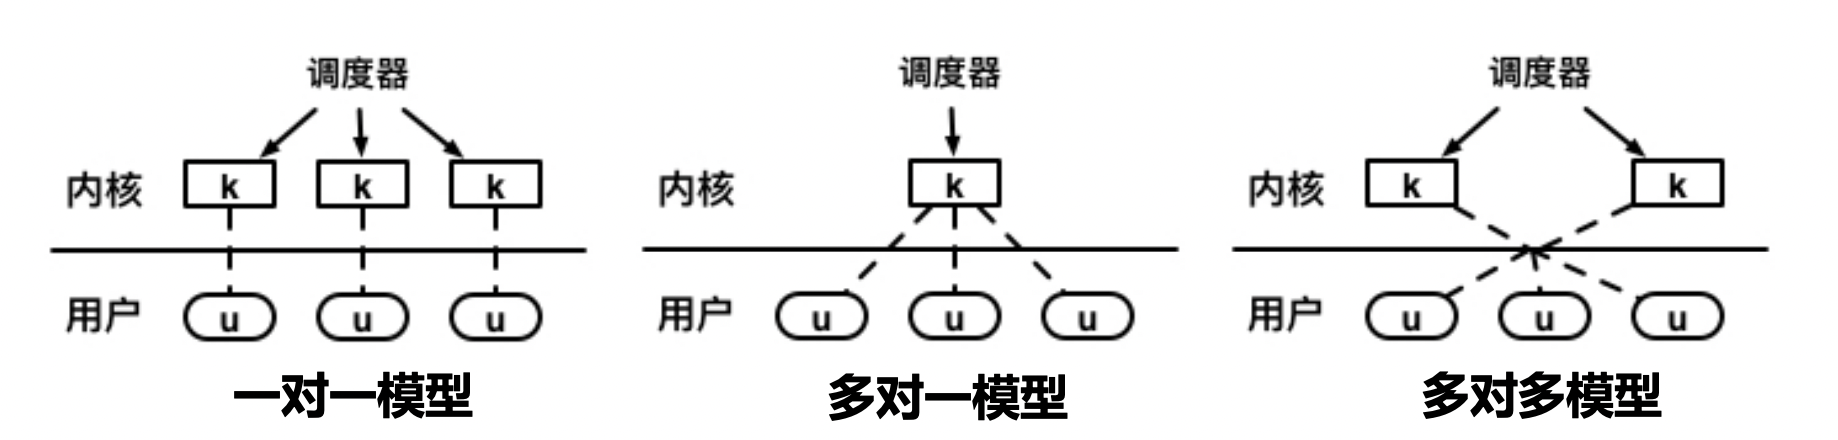 调度器
内核 k k k
用户 u u u
一对一模型
调度器
内核 k
用户 u u u
多对一模型
调度器
内核 k k
用户 u u u
多对多模型